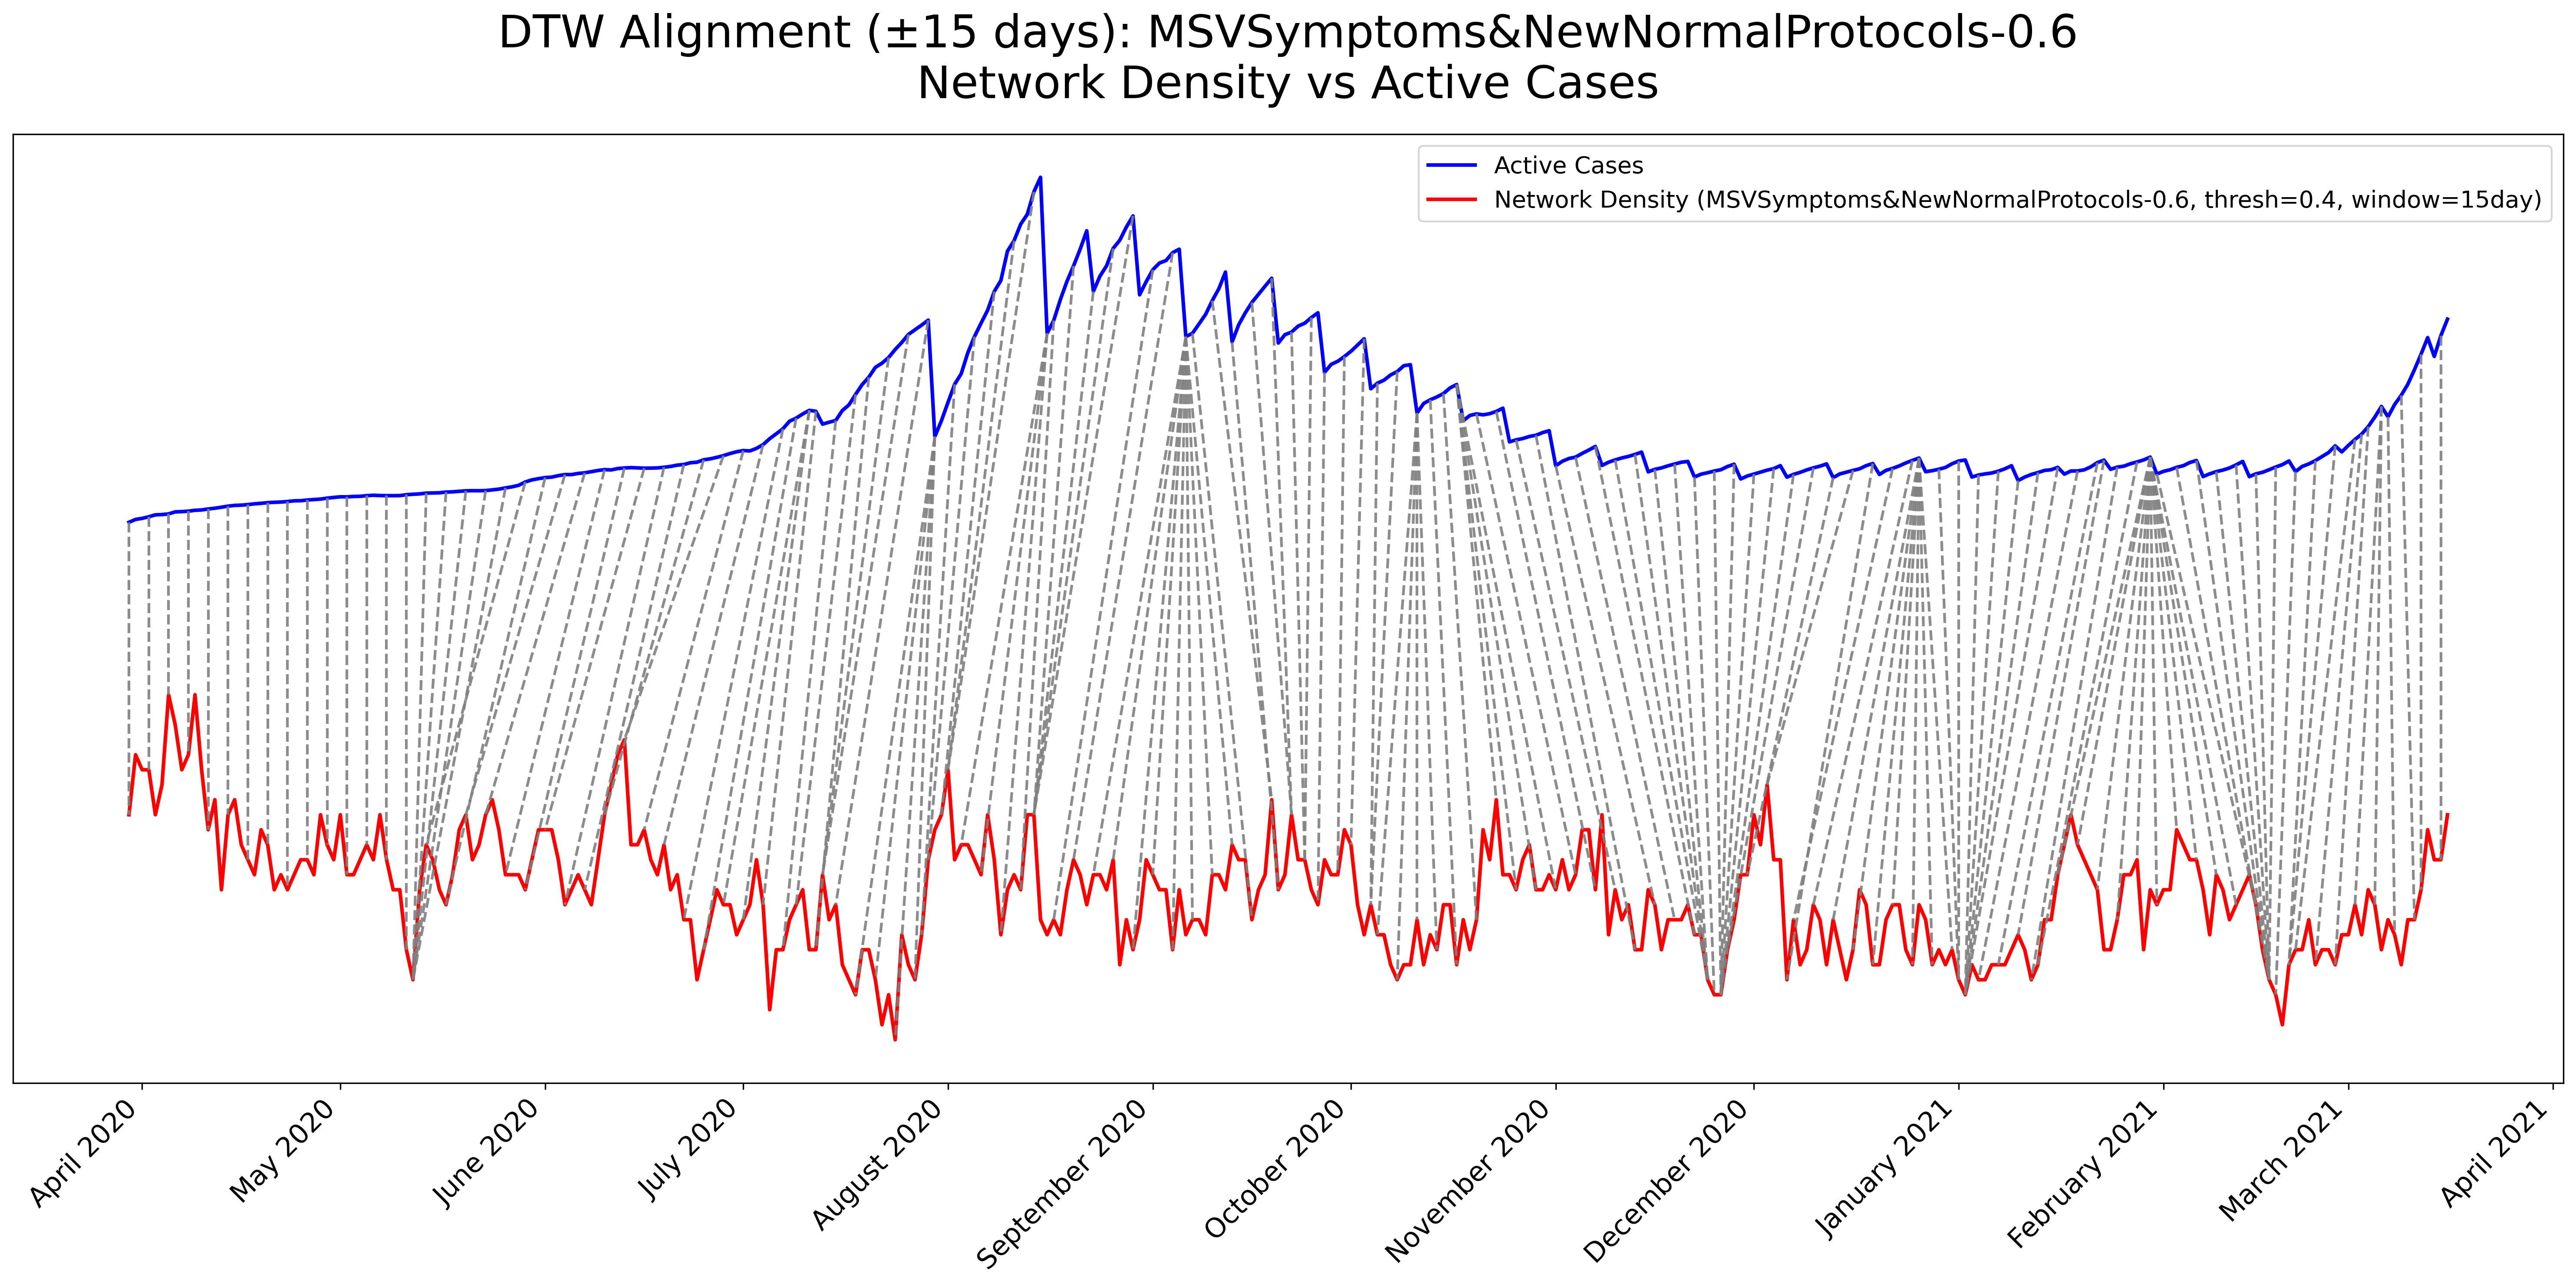 DTW Alignment (±15 days): MSVSymptoms&NewNormalProtocols-0.6
Network Density vs Active Cases
Active Cases
Network Density (MSVSymptoms&NewNormalProtocols-0.6, thresh=0.4, window=15day)
April 2020
May 2020
June 2020
July 2020
August 2020
September 2020
October 2020
November 2020
December 2020
January 2021
February 2021
March 2021
April 2021